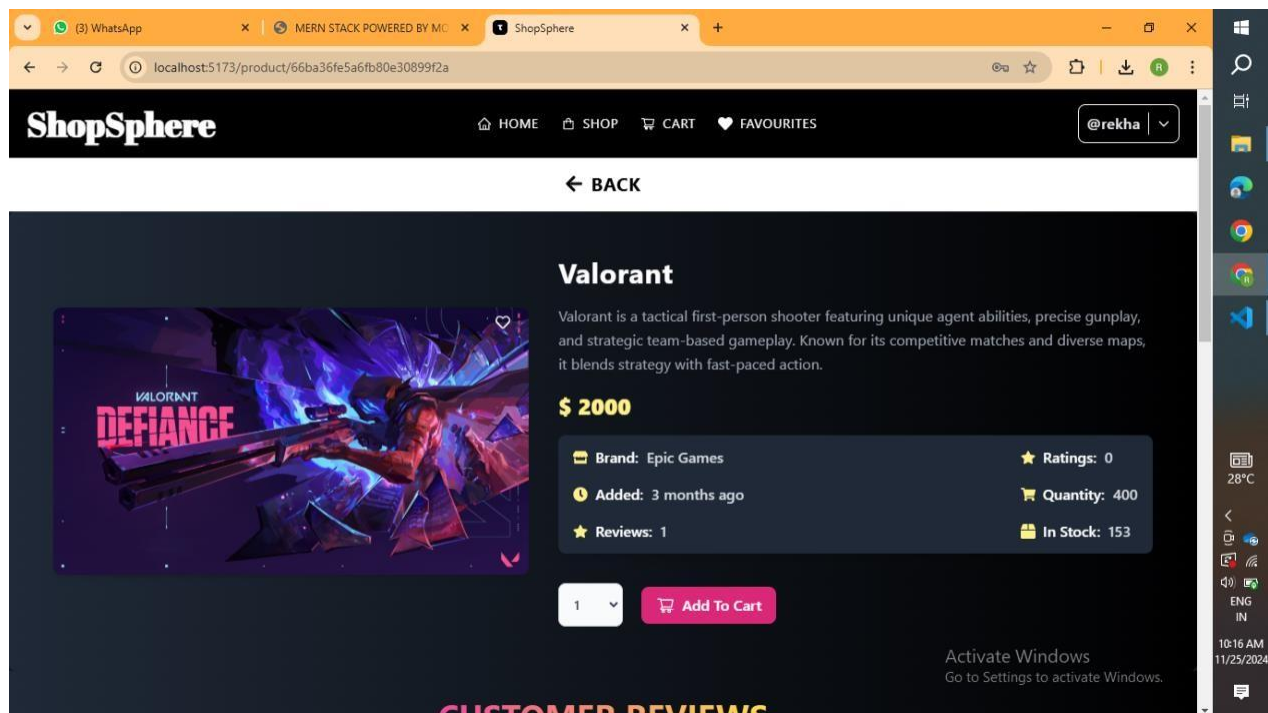 (3) WhatsApp
MERN STACK POWERED BY MO
ShopSphere
localhost:5173/product/66ba36fe5a6fb80e30899f2a
R
ShopSphere
HOME SHOP CART FAVOURITES
@rekha
BACK
Valorant
Valorant is a tactical first-person shooter featuring unique agent abilities, precise gunplay,
and strategic team-based gameplay. Known for its competitive matches and diverse maps,
it blends strategy with fast-paced action.
VALORANT
DEFIANCE
$ 2000
Brand: Epic Games
Ratings: 0
Added: 3 months ago
Quantity: 400
Reviews: 1
In Stock: 153
1
Add To Cart
CUSTOMER REVIEWS
Activate Windows
Go to Settings to activate Windows.
28°C
ENG
IN
10:16 AM
11/25/2024